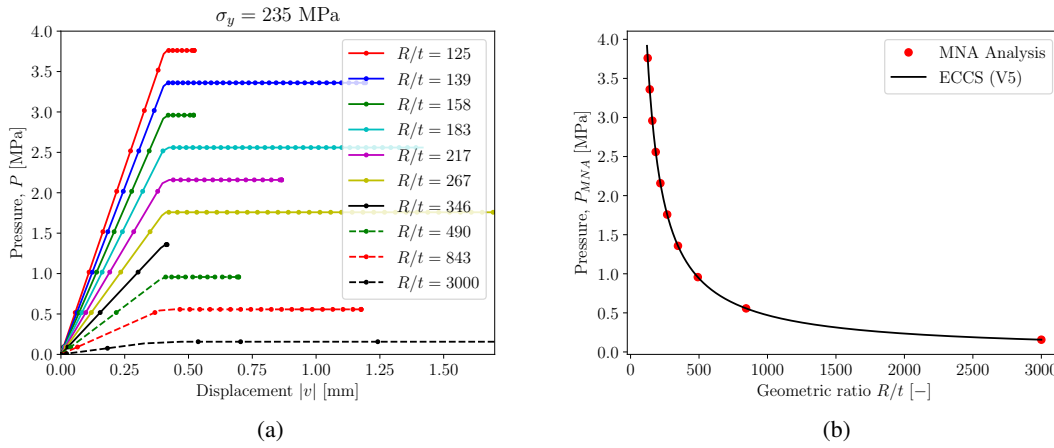 σ_y = 235 MPa
4.0
3.5
3.0
2.5
2.0
1.5
1.0
0.5
0.0
Pressure, P [MPa]
R/t = 125
R/t = 139
R/t = 158
R/t = 183
R/t = 217
R/t = 267
R/t = 346
R/t = 490
R/t = 843
R/t = 3000
0.00 0.25 0.50 0.75 1.00 1.25 1.50
Displacement |v| [mm]
(a)
4.0
3.5
3.0
2.5
2.0
1.5
1.0
0.5
0.0
Pressure, P_{MNA} [MPa]
MNA Analysis
ECCS (V5)
0 500 1000 1500 2000 2500 3000
Geometric ratio R/t [−]
(b)